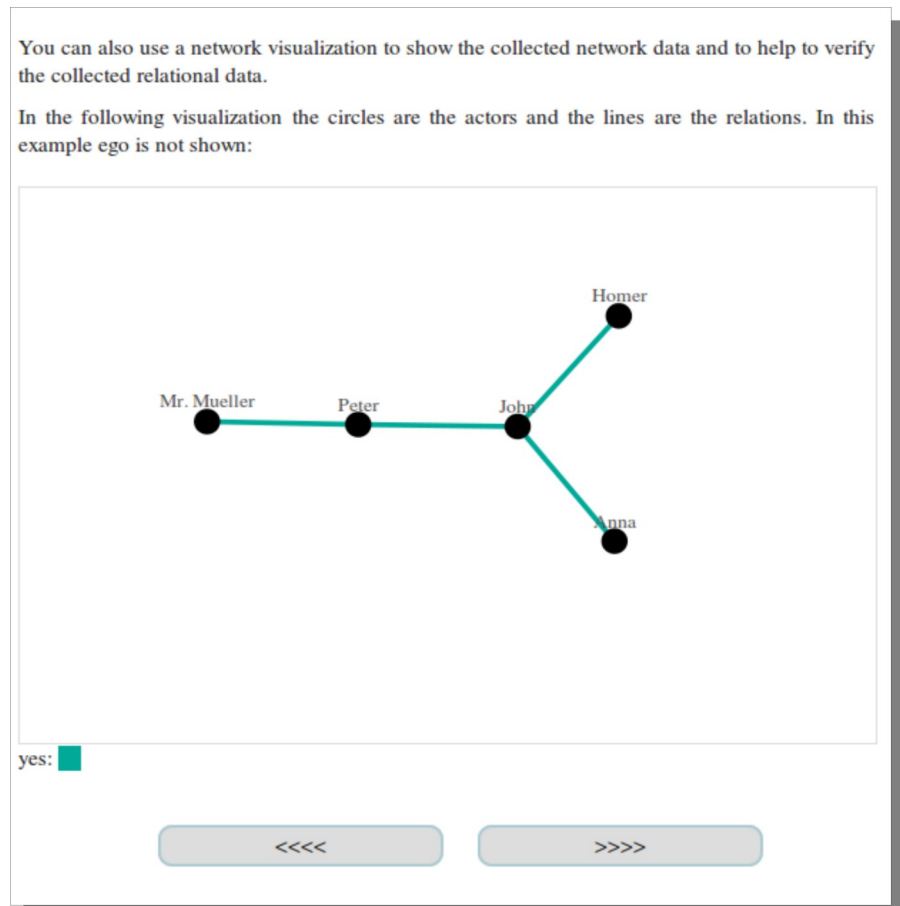 You can also use a network visualization to show the collected network data and to help to verify
the collected relational data.
In the following visualization the circles are the actors and the lines are the relations. In this
example ego is not shown:
Homer
Mr. Mueller
Peter
John
Anna
yes:
<<<<
>>>>